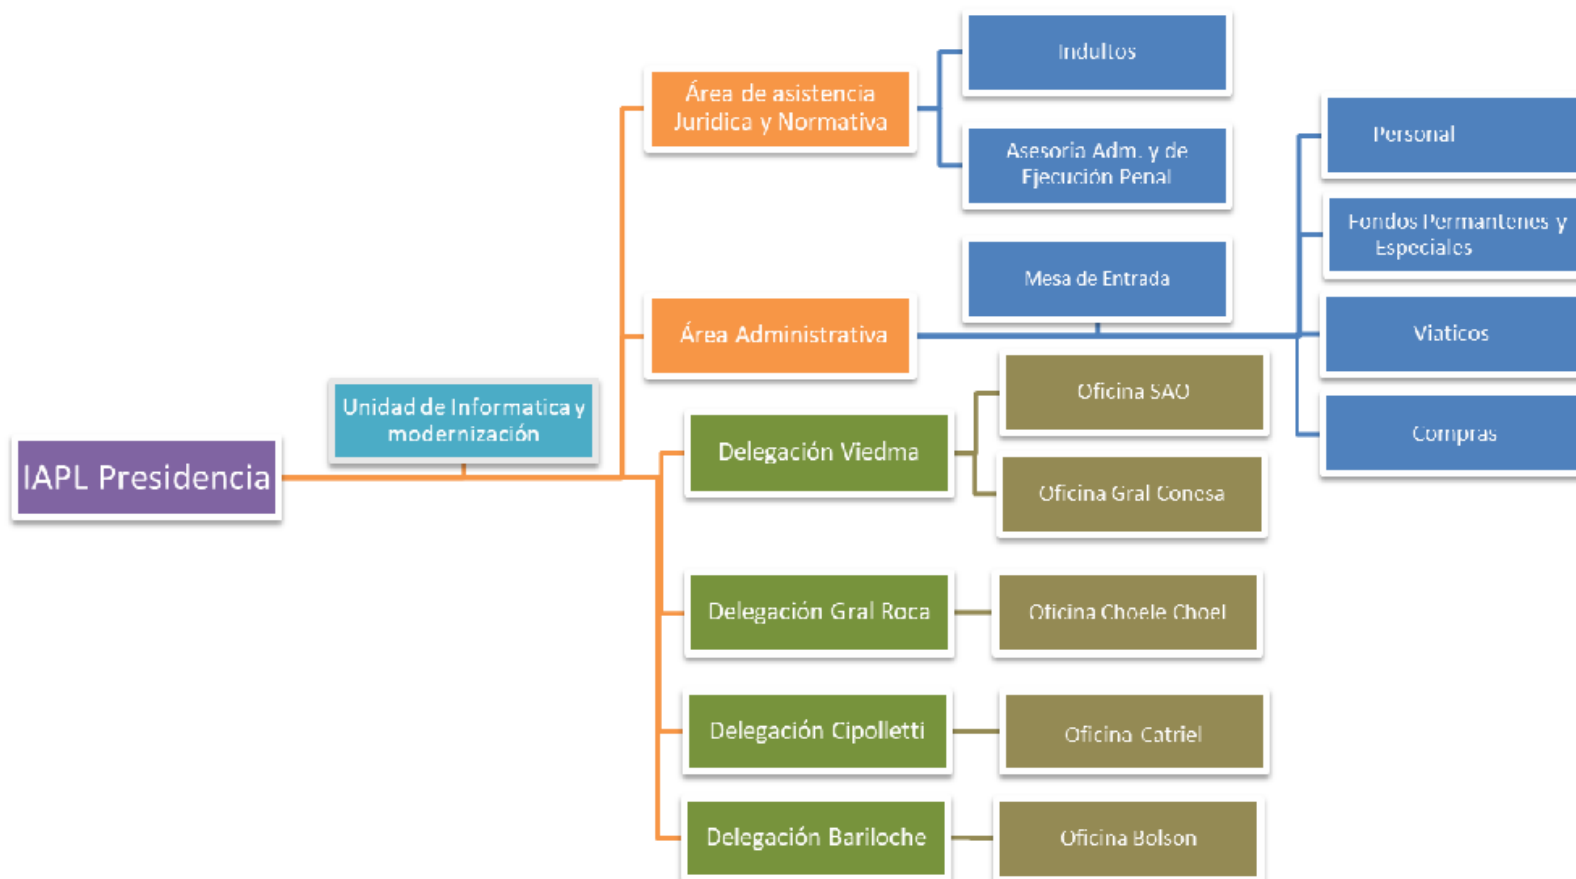 IAPL Presidencia
Unidad de Informatica y
modernización
Área de asistencia
Juridica y Normativa
Indultos
Asesoría Adm. y de
Ejecución Penal
Área Administrativa
Mesa de Entrada
Personal
Fondos Permantenes y
Especiales
Viaticos
Compras
Delegación Viedma
Oficina SAO
Oficina Gral Conesa
Delegación Gral Roca
Oficina Choele Choel
Delegación Cipolletti
Oficina Catriel
Delegación Bariloche
Oficina Bolson